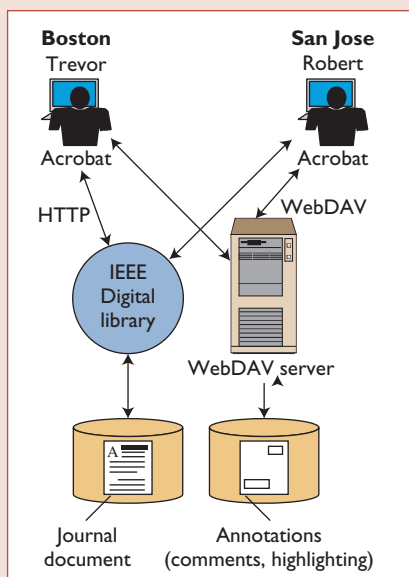 Boston
Trevor
San Jose
Robert
Acrobat
Acrobat
HTTP
WebDAV
IEEE
Digital
library
WebDAV server
A
Journal
document
Annotations
(comments, highlighting)